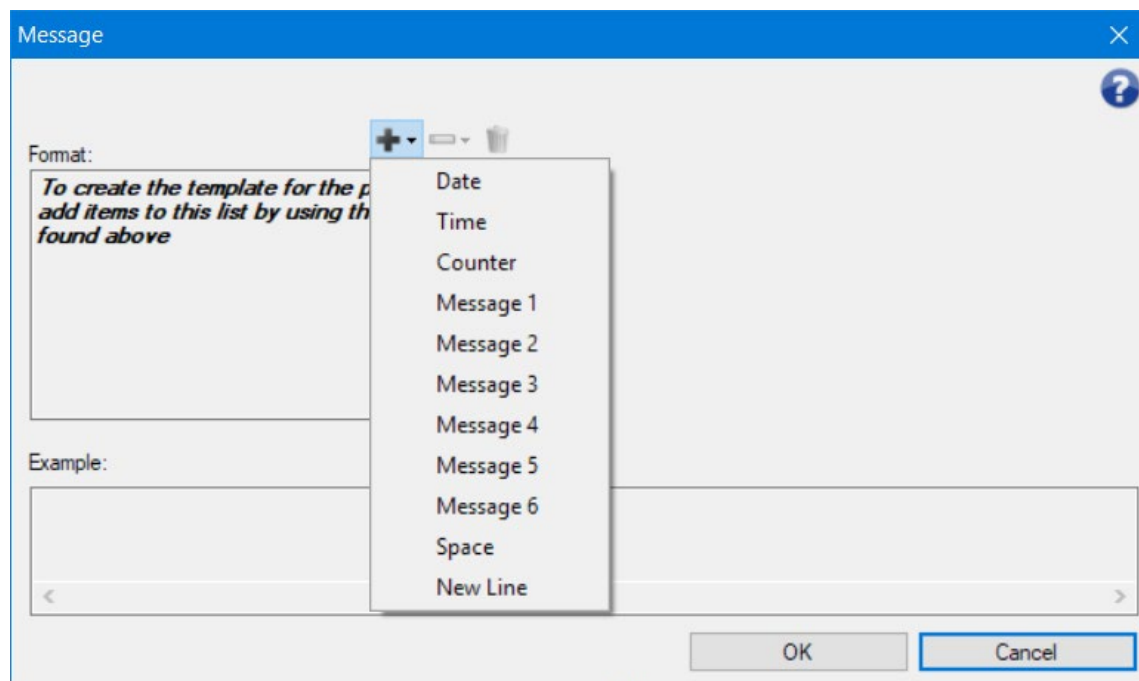 Message
Format:
To create the template for the p
add items to this list by using th
found above
Date
Time
Counter
Message 1
Message 2
Message 3
Message 4
Message 5
Message 6
Space
New Line
Example:
OK
Cancel